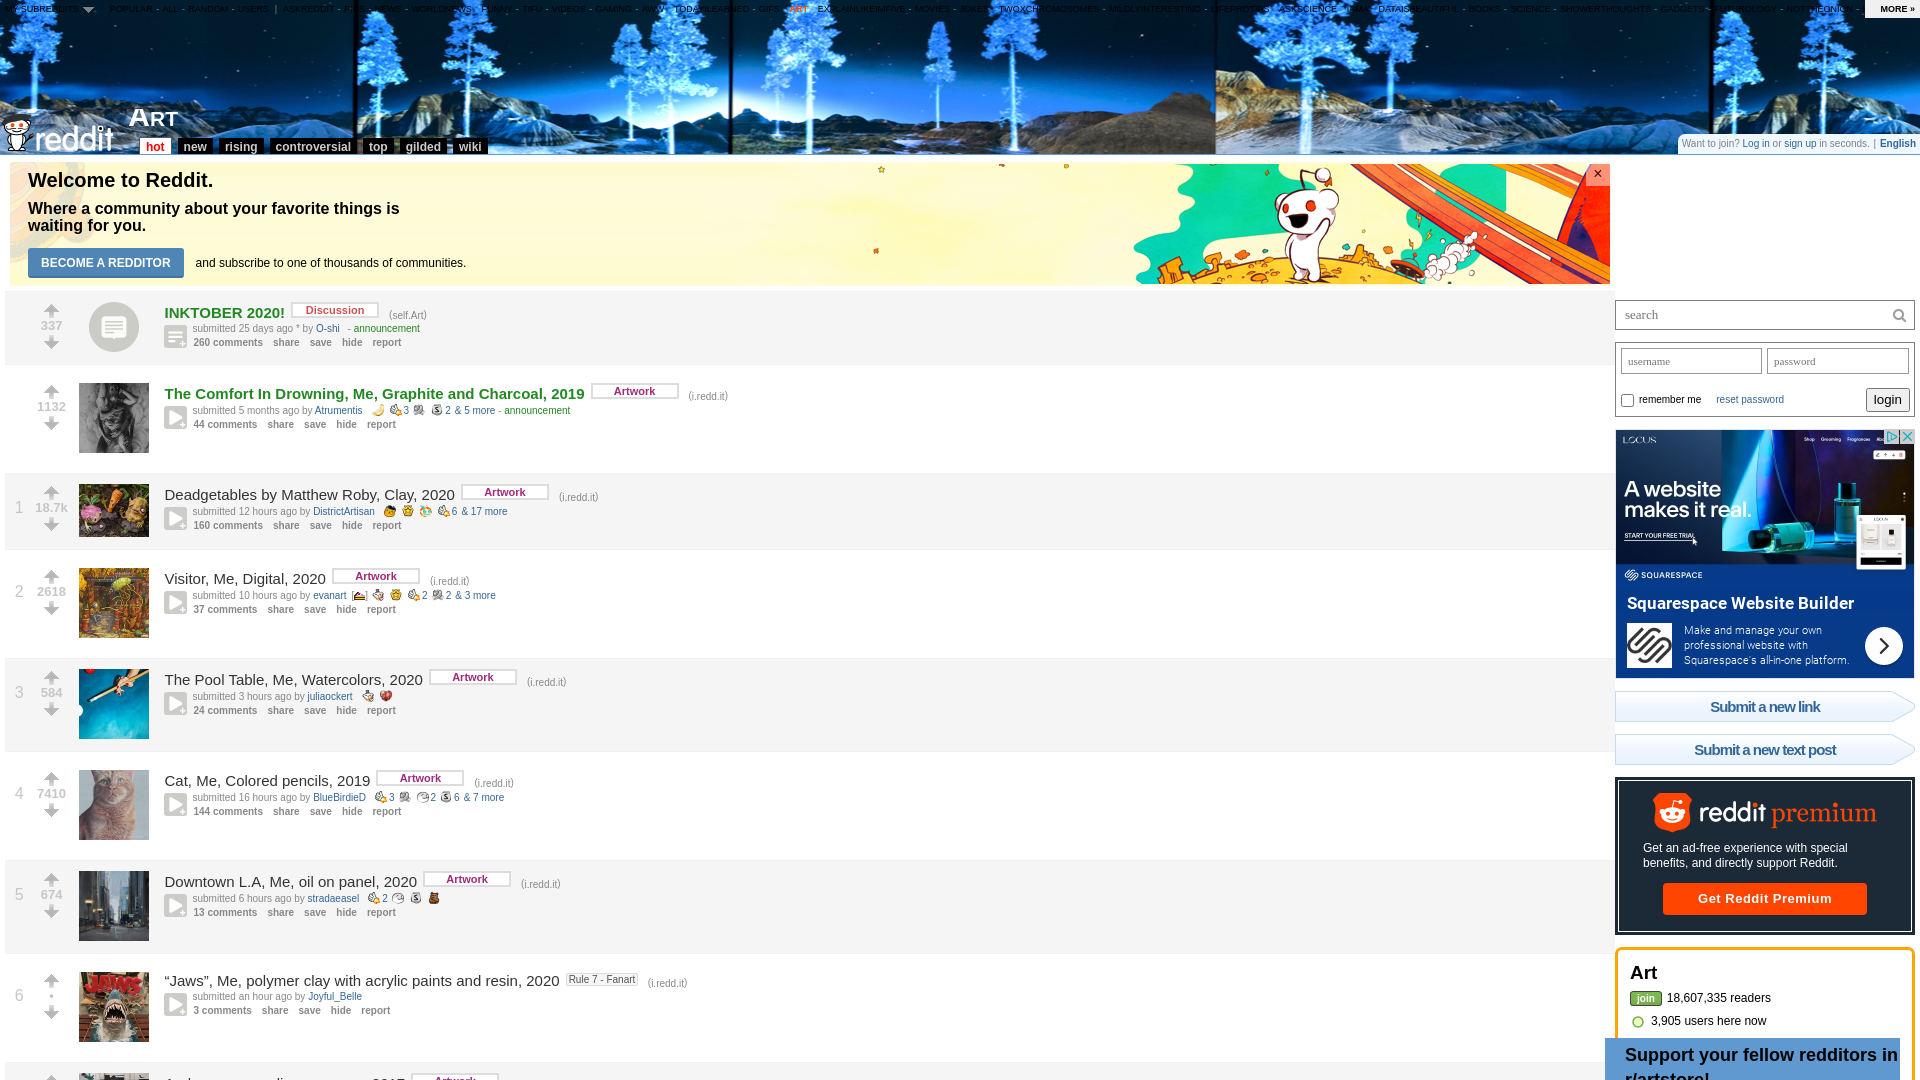 MY SUBREDDITS POPULAR - ALL - RANDOM - USERS | ASKREDDIT - NEWS - WORLDNEWS - FUNNY - TIFU - VIDEOS - GAMING - AWW - TODAYILEARNED - GIFS - ART - EXPLAINLIKEIMFIVE - MOVIES - JOKES - TWOXCHROMOSOMES - MILDLYINTERESTING - LIFEPROTIPS - ASKSCIENCE - DATAISBEAUTIFUL - BOOKS - SCIENCE - SHOWERTHOUGHTS - GADGETS - FUTUROLOGY - NOTTHEONION - MORE »
reddit ART
hot new rising controversial top gilded wiki
Want to join? Log in or sign up in seconds. | English
Welcome to Reddit.
Where a community about your favorite things is
waiting for you.
BECOME A REDDITOR and subscribe to one of thousands of communities.
×
337
INKTOBER 2020! Discussion (self.Art)
submitted 25 days ago * by O-shi - announcement
260 comments share save hide report
1132
The Comfort In Drowning, Me, Graphite and Charcoal, 2019 Artwork (i.redd.it)
submitted 5 months ago by Atrumentis 3 2 & 5 more - announcement
44 comments share save hide report
1 18.7k
Deadgetables by Matthew Roby, Clay, 2020 Artwork (i.redd.it)
submitted 12 hours ago by DistrictArtisan 6 & 17 more
160 comments share save hide report
2 2618
Visitor, Me, Digital, 2020 Artwork (i.redd.it)
submitted 10 hours ago by evanart 2 2 & 3 more
37 comments share save hide report
3 584
The Pool Table, Me, Watercolors, 2020 Artwork (i.redd.it)
submitted 3 hours ago by juliaockert
24 comments share save hide report
4 7410
Cat, Me, Colored pencils, 2019 Artwork (i.redd.it)
submitted 16 hours ago by BlueBirdieD 3 2 6 & 7 more
144 comments share save hide report
5 674
Downtown L.A, Me, oil on panel, 2020 Artwork (i.redd.it)
submitted 6 hours ago by stradaeasel 2
13 comments share save hide report
6 •
JAWS
“Jaws”, Me, polymer clay with acrylic paints and resin, 2020 Rule 7 - Fanart (i.redd.it)
submitted an hour ago by Joyful_Belle
3 comments share save hide report
search
username password
remember me reset password login
LOCUS Shop Grooming Fragrances
A website
makes it real.
START YOUR FREE TRIAL
LOCUS
SQUARESPACE
Squarespace Website Builder
Make and manage your own
professional website with
Squarespace's all-in-one platform.
Submit a new link
Submit a new text post
reddit premium
Get an ad-free experience with special
benefits, and directly support Reddit.
Get Reddit Premium
Art
join 18,607,335 readers
3,905 users here now
Support your fellow redditors in
r/artstore!